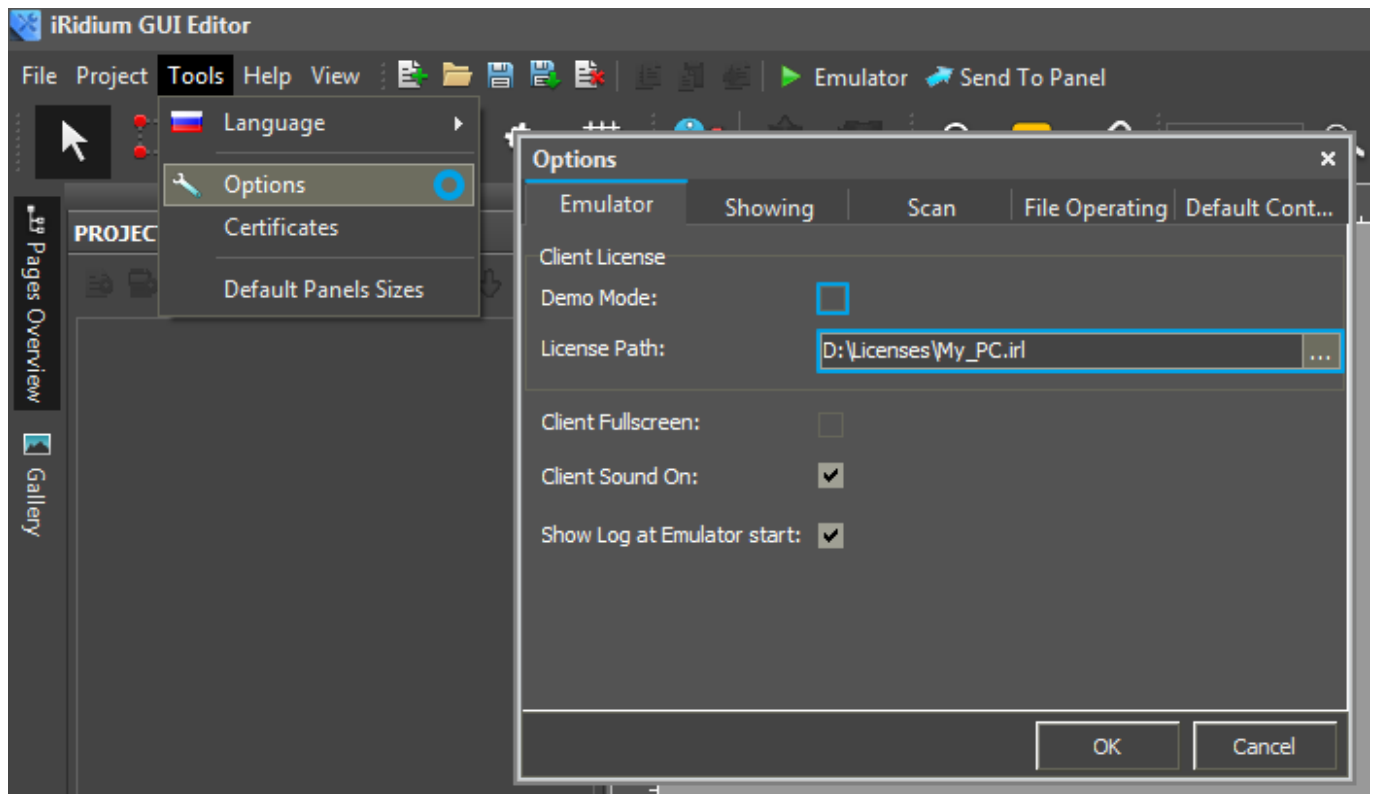 iRidium GUI Editor
File Project Tools Help View Emulator Send To Panel
Language
Options
Certificates
Default Panels Sizes
Pages Overview
Gallery
PROJEC
Options
Emulator Showing Scan File Operating Default Cont...
Client License
Demo Mode:
License Path: D:\Licenses\My_PC.irl ...
Client Fullscreen:
Client Sound On:
Show Log at Emulator start:
OK Cancel